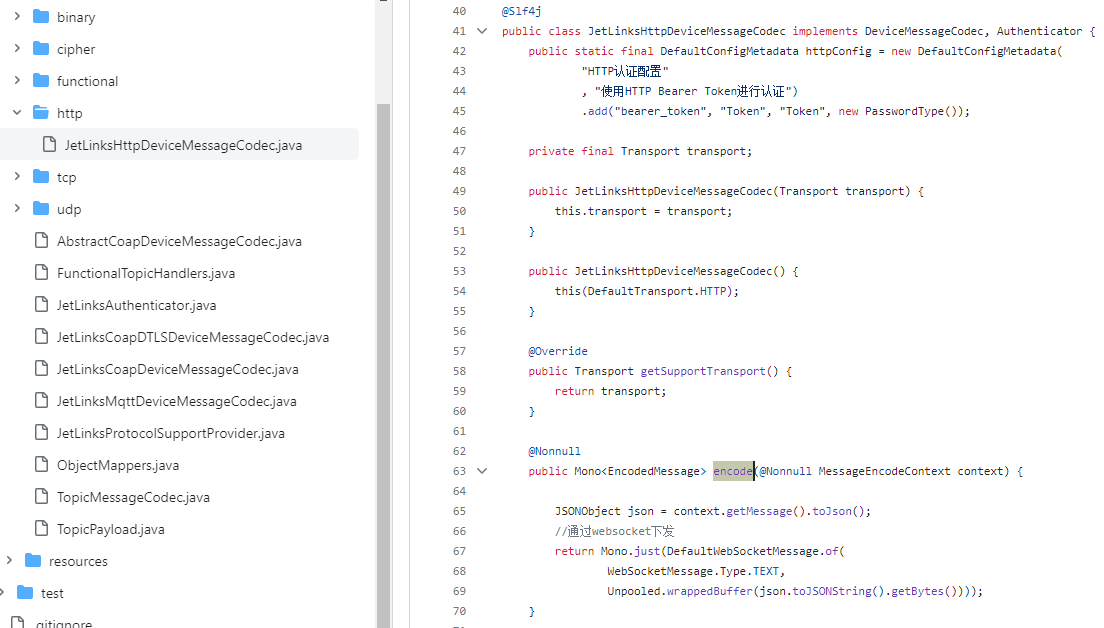 binary
cipher
functional
http
JetLinksHttpDeviceMessageCodec.java
tcp
udp
AbstractCoapDeviceMessageCodec.java
FunctionalTopicHandlers.java
JetLinksAuthenticator.java
JetLinksCoapDTLSDeviceMessageCodec.java
JetLinksCoapDeviceMessageCodec.java
JetLinksMqttDeviceMessageCodec.java
JetLinksProtocolSupportProvider.java
ObjectMappers.java
TopicMessageCodec.java
TopicPayload.java
resources
test
.gitignore
40 @Slf4j
41 public class JetLinksHttpDeviceMessageCodec implements DeviceMessageCodec, Authenticator {
42 public static final DefaultConfigMetadata httpConfig = new DefaultConfigMetadata(
43 "HTTP认证配置"
44 , "使用HTTP Bearer Token进行认证")
45 .add("bearer_token", "Token", "Token", new PasswordType());
46
47 private final Transport transport;
48
49 public JetLinksHttpDeviceMessageCodec(Transport transport) {
50 this.transport = transport;
51 }
52
53 public JetLinksHttpDeviceMessageCodec() {
54 this(DefaultTransport.HTTP);
55 }
56
57 @Override
58 public Transport getSupportTransport() {
59 return transport;
60 }
61
62 @Nonnull
63 public Mono<EncodedMessage> encode(@Nonnull MessageEncodeContext context) {
64
65 JSONObject json = context.getMessage().toJson();
66 //通过websocket下发
67 return Mono.just(DefaultWebSocketMessage.of(
68 WebSocketMessage.Type.TEXT,
69 Unpooled.wrappedBuffer(json.toJSONString().getBytes())));
70 }